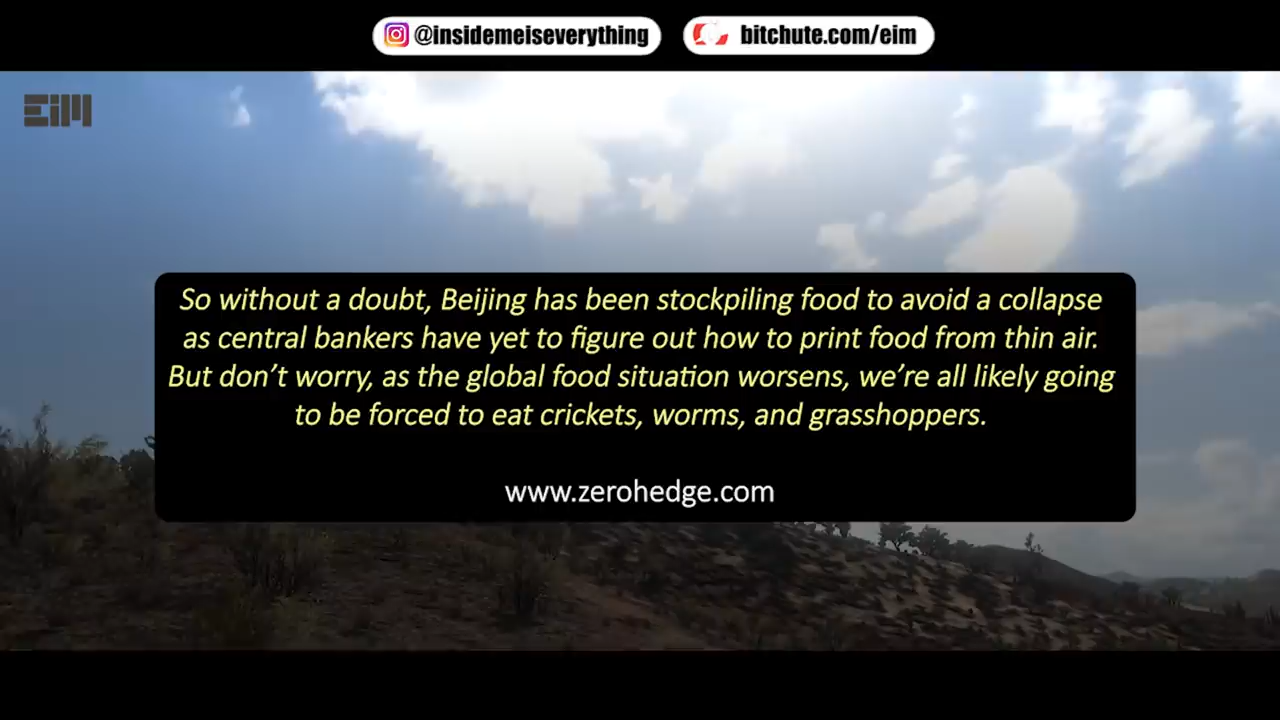 @insidemeiseverything bitchute.com/eim
EiM
So without a doubt, Beijing has been stockpiling food to avoid a collapse
as central bankers have yet to figure out how to print food from thin air.
But don’t worry, as the global food situation worsens, we’re all likely going
to be forced to eat crickets, worms, and grasshoppers.
www.zerohedge.com